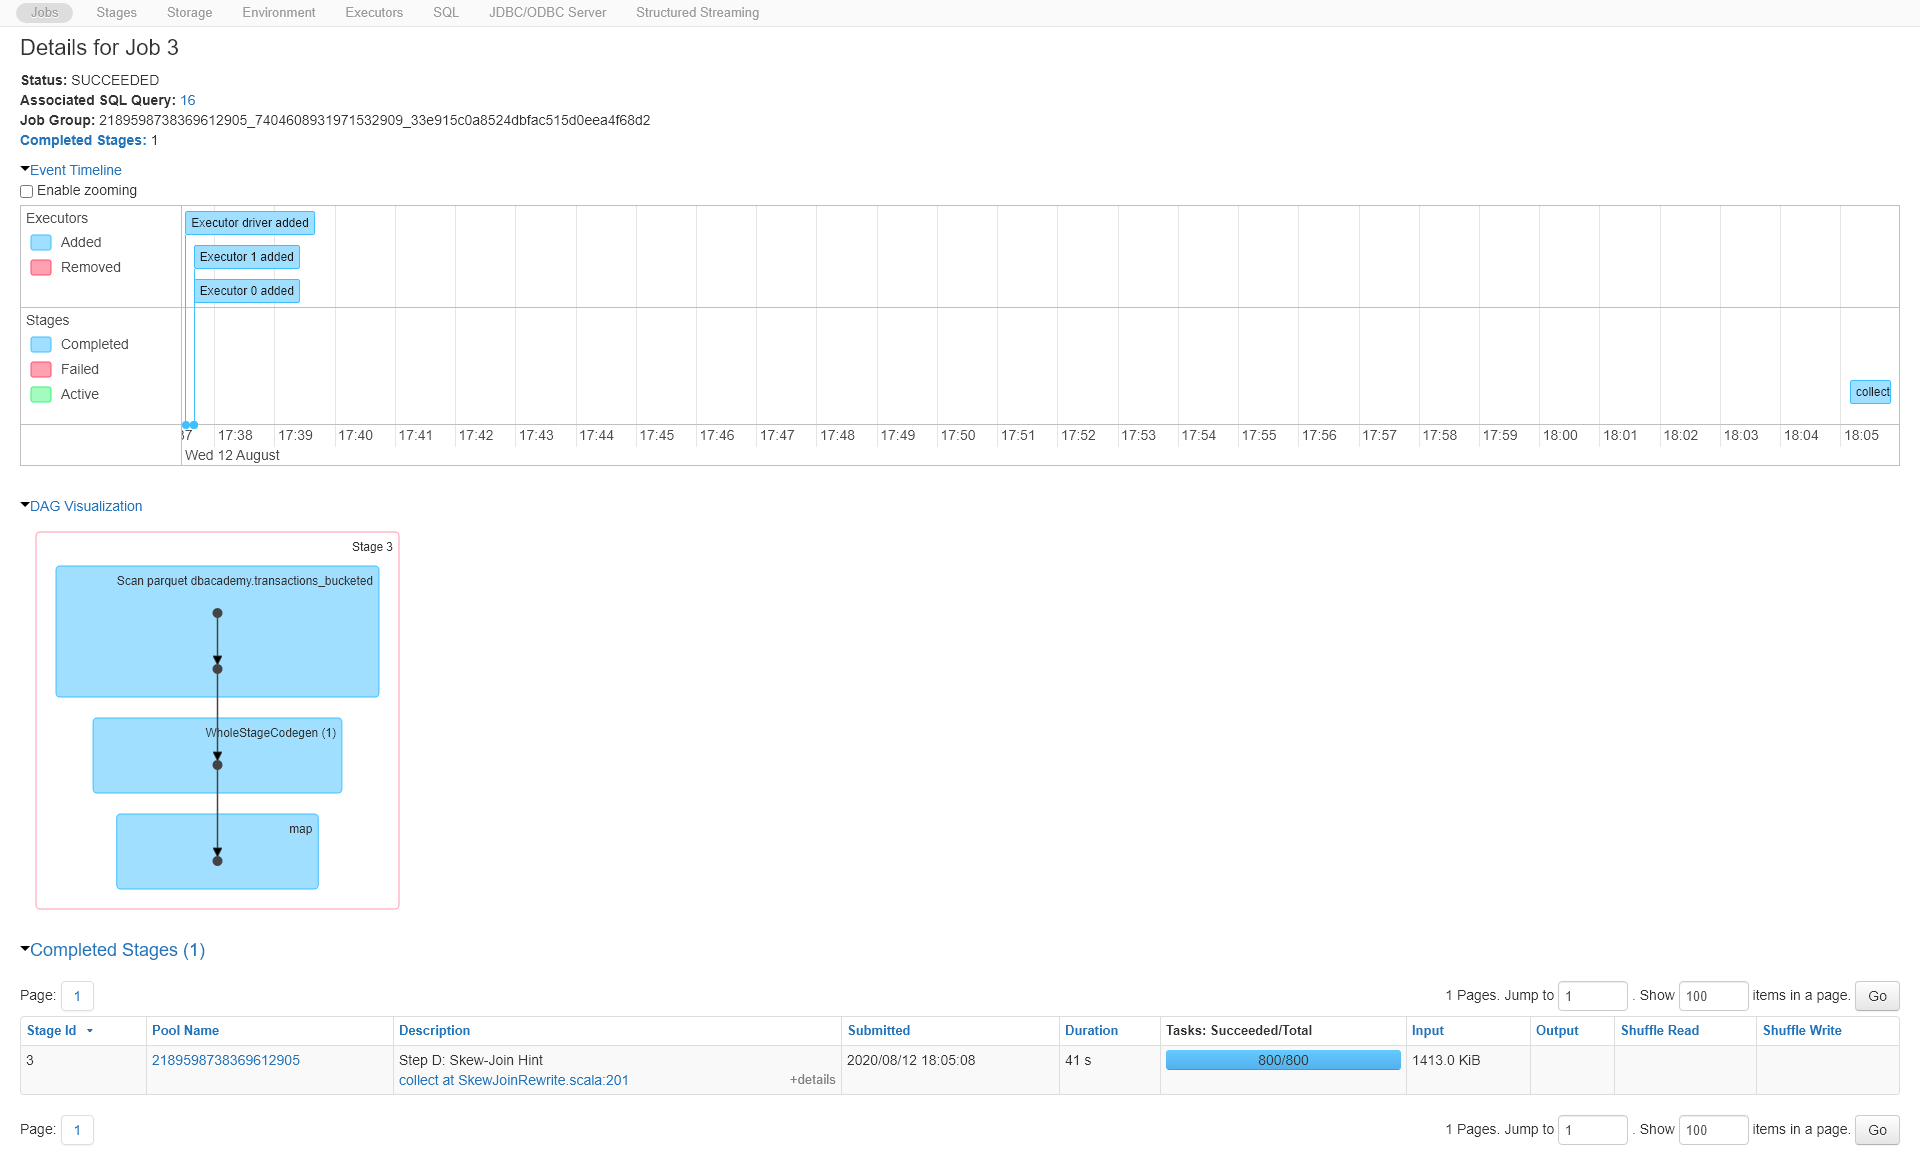 Jobs Stages Storage Environment Executors SQL JDBC/ODBC Server Structured Streaming
Details for Job 3
Status: SUCCEEDED
Associated SQL Query: 16
Job Group: 2189598738369612905_7404608931971532909_33e915c0a8524dbfac515d0eea4f68d2
Completed Stages: 1
Event Timeline
Enable zooming
Executors
Added
Removed
Executor driver added
Executor 1 added
Executor 0 added
Stages
Completed
Failed
Active
collect
37 17:38 17:39 17:40 17:41 17:42 17:43 17:44 17:45 17:46 17:47 17:48 17:49 17:50 17:51 17:52 17:53 17:54 17:55 17:56 17:57 17:58 17:59 18:00 18:01 18:02 18:03 18:04 18:05
Wed 12 August
DAG Visualization
Stage 3
Scan parquet dbacademy.transactions_bucketed
WholeStageCodegen (1)
map
Completed Stages (1)
Page: 1 1 Pages. Jump to 1 . Show 100 items in a page. Go
Stage Id Pool Name Description Submitted Duration Tasks: Succeeded/Total Input Output Shuffle Read Shuffle Write
3 2189598738369612905 Step D: Skew-Join Hint 2020/08/12 18:05:08 41 s 800/800 1413.0 KiB
collect at SkewJoinRewrite.scala:201 +details
Page: 1 1 Pages. Jump to 1 . Show 100 items in a page. Go